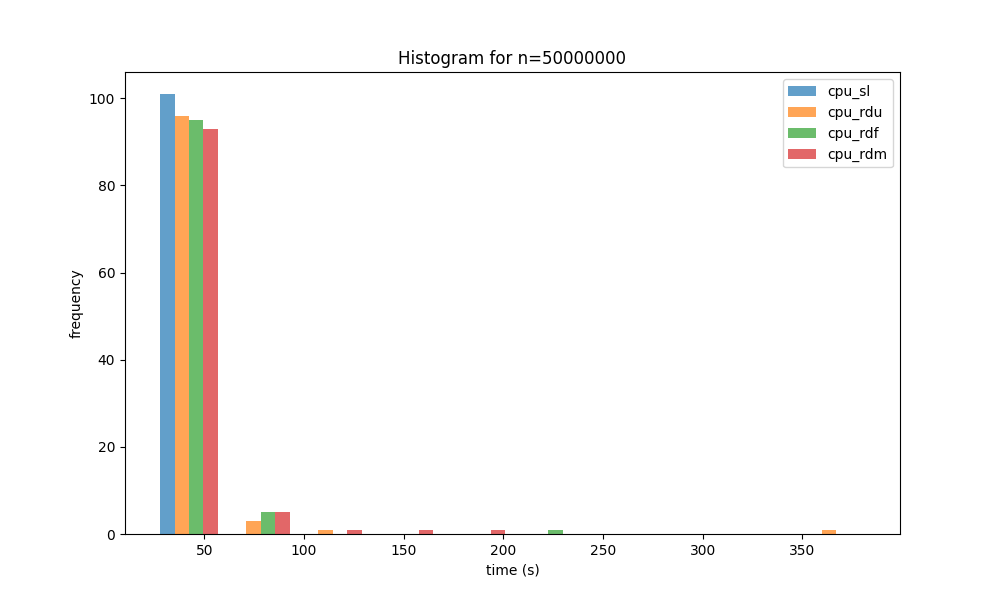 Histogram for n=50000000
cpu_sl
cpu_rdu
cpu_rdf
cpu_rdm
100
80
60
40
20
0
frequency
50
100
150
200
250
300
350
time (s)